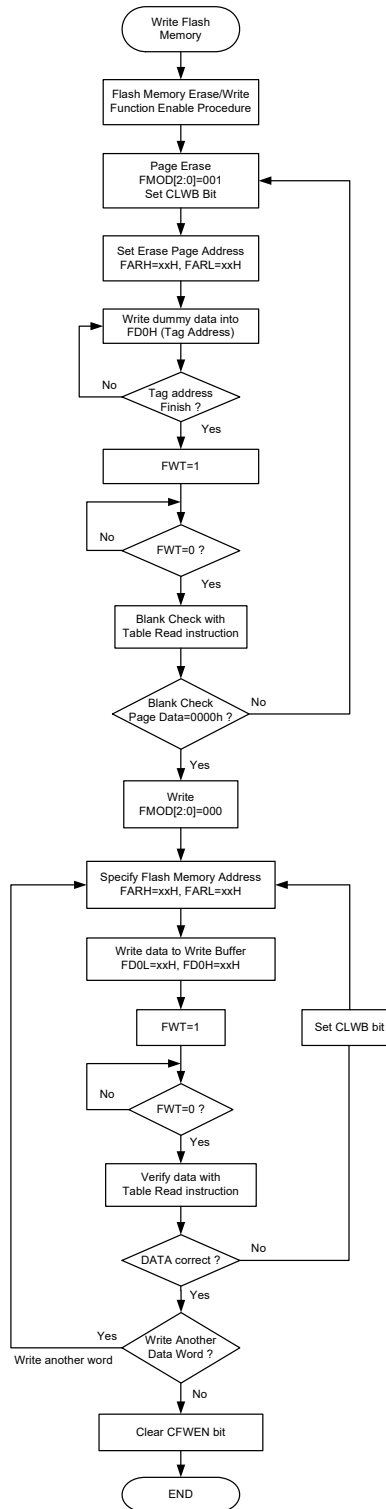 Write Flash
Memory
Flash Memory Erase/Write
Function Enable Procedure
Page Erase
FMOD[2:0]=001
Set CLWB Bit
Set Erase Page Address
FARH=xxH, FARL=xxH
Write dummy data into
FD0H (Tag Address)
No
Tag address
Finish ?
Yes
FWT=1
No
FWT=0 ?
Yes
Blank Check with
Table Read instruction
Blank Check
Page Data=0000h ?
No
Yes
Write
FMOD[2:0]=000
Specify Flash Memory Address
FARH=xxH, FARL=xxH
Write data to Write Buffer
FD0L=xxH, FD0H=xxH
FWT=1
Set CLWB bit
No
FWT=0 ?
Yes
Verify data with
Table Read instruction
DATA correct ?
No
Yes
Yes
Write another word
Write Another
Data Word ?
No
Clear CFWEN bit
END